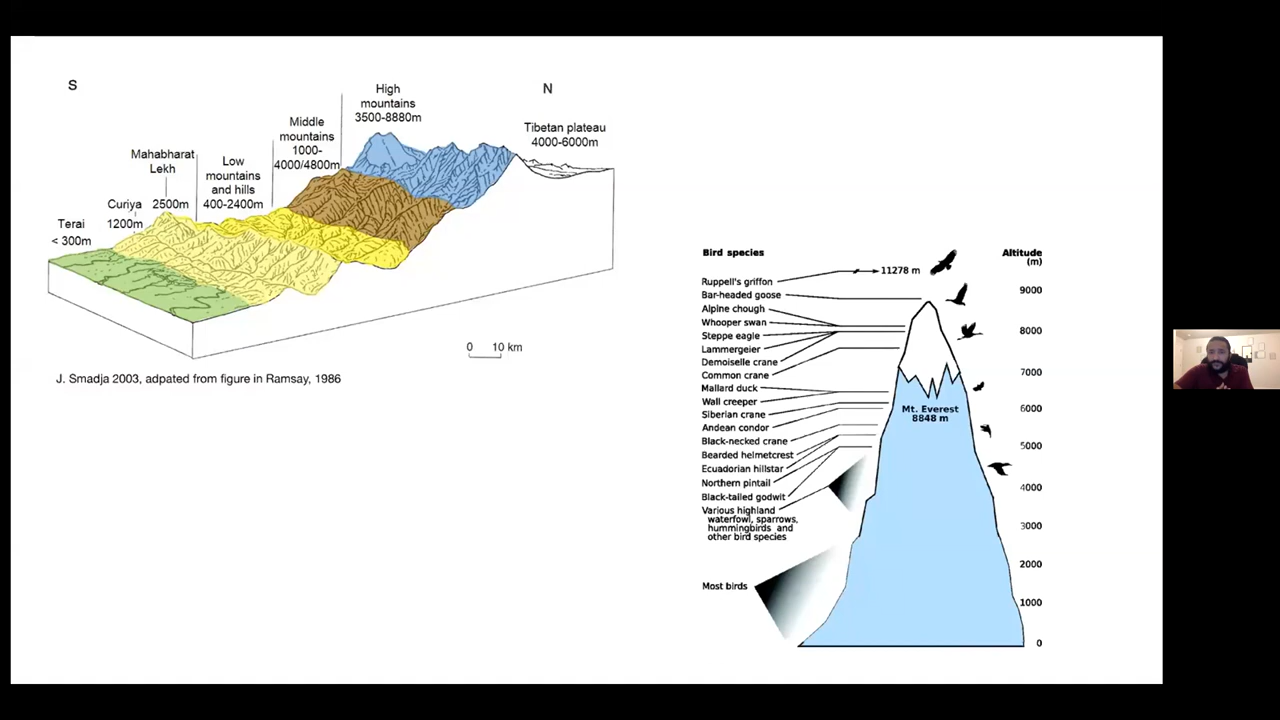 S
N
High
mountains
3500-8880m
Tibetan plateau
4000-6000m
Middle
mountains
1000-
4000/4800m
Mahabharat
Lekh
2500m
Low
mountains
and hills
400-2400m
Curiya
1200m
Terai
< 300m
0 10 km
J. Smadja 2003, adpated from figure in Ramsay, 1986
Bird species
Altitude
(m)
11278 m
Ruppell's griffon
Bar-headed goose
Alpine chough
Whooper swan
Steppe eagle
Lammergeier
Demoiselle crane
Common crane
Mallard duck
Wall creeper
Siberian crane
Andean condor
Black-necked crane
Bearded helmetcrest
Ecuadorian hillstar
Northern pintail
Black-tailed godwit
Various highland
waterfowl, sparrows,
hummingbirds and
other bird species
Most birds
Mt. Everest
8848 m
9000
8000
7000
6000
5000
4000
3000
2000
1000
0